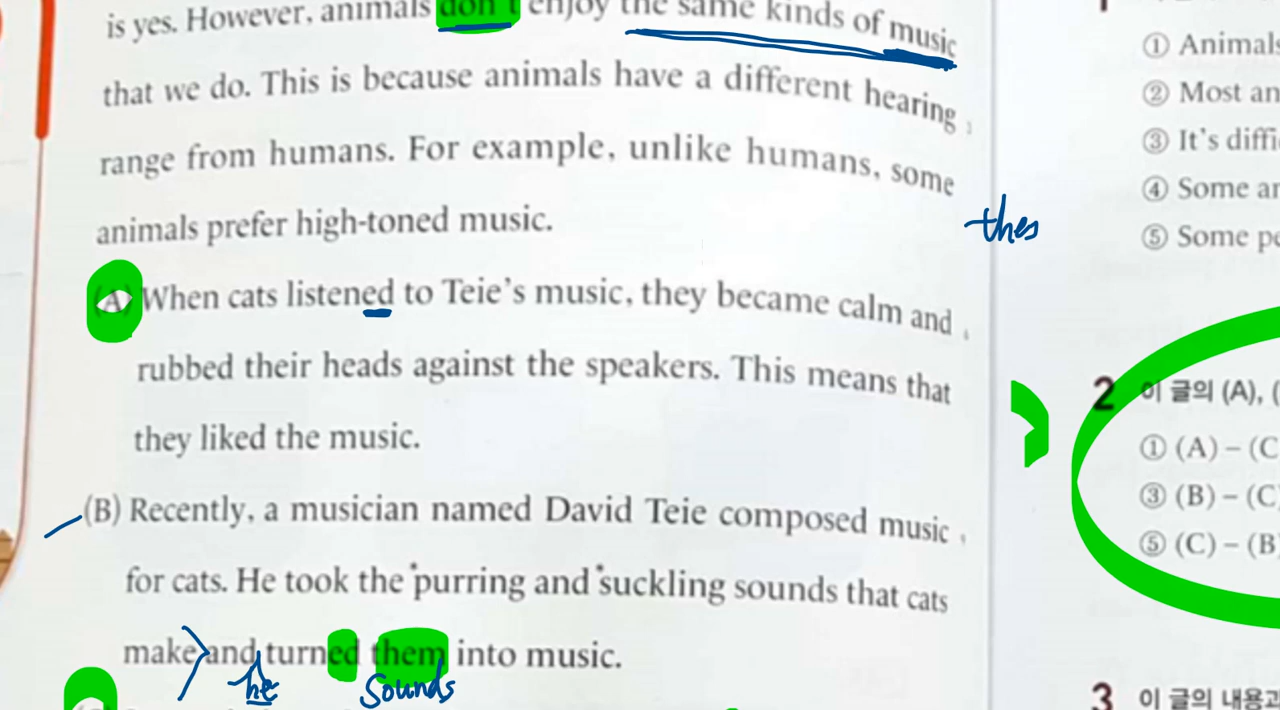 is yes. However, animals don't enjoy the same kinds of music
that we do. This is because animals have a different hearing
range from humans. For example, unlike humans, some
animals prefer high-toned music.
thes
(A) When cats listened to Teie's music, they became calm and
rubbed their heads against the speakers. This means that
they liked the music.
(B) Recently, a musician named David Teie composed music
for cats. He took the *purring and *suckling sounds that cats
make and turned them into music.
he
sounds
① Animals
② Most an
③ It's diffi
④ Some ar
⑤ Some pe
2 이 글의 (A), (
① (A) – (C
③ (B) – (C)
⑤ (C) – (B
3 이 글의 내용과